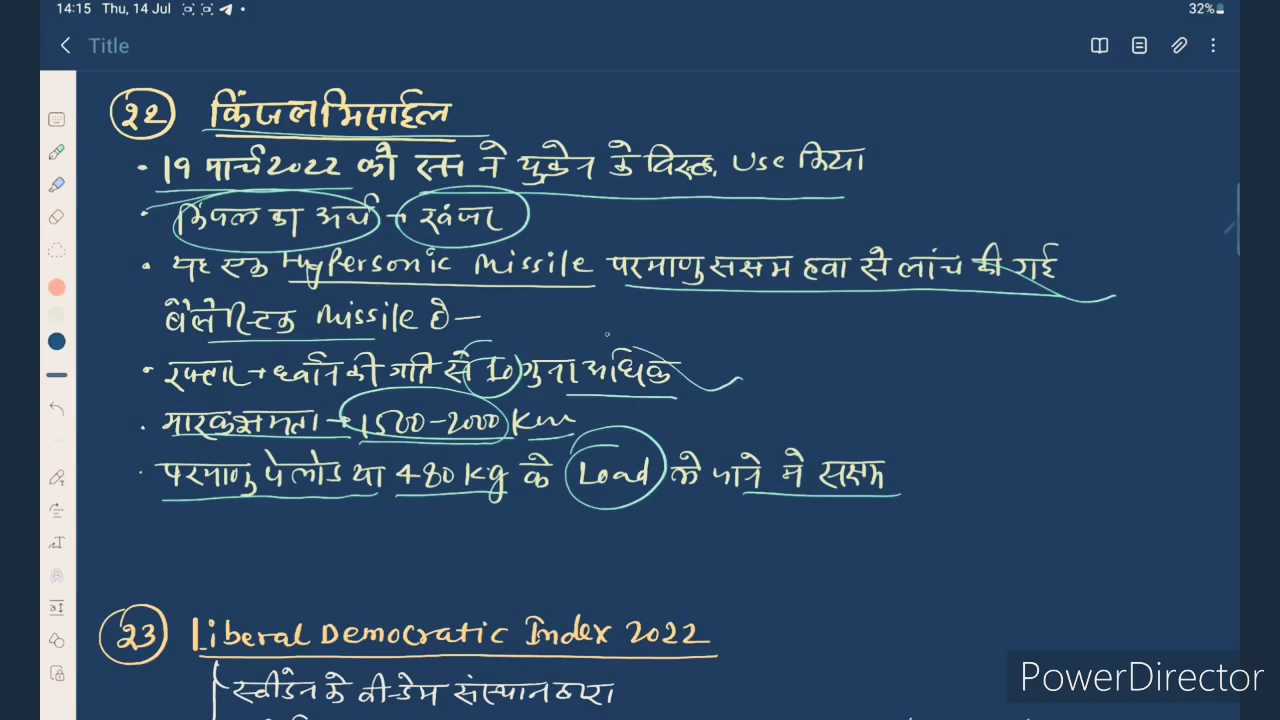 14:15 Thu, 14 Jul
32%
Title
22 किंजल मिसाईल
• 19 मार्च 2022 को रूस ने युक्रेन के विरूद्ध Use किया
• किंजल का अर्थ → खंजर
• यह एक Hypersonic Missile परमाणु सक्षम हवा से लांच की गई
बैलेस्टिक Missile है —
• रफ्तार → ध्वनि की गति से 10 गुना अधिक
• मारक क्षमता → 1500-2000 Km
• परमाणु पेलोड या 480 Kg के Load ले जाने में सक्षम
23 Liberal Democratic Index 2022
स्वीडेन के वी-डेम संस्थान द्वारा
PowerDirector